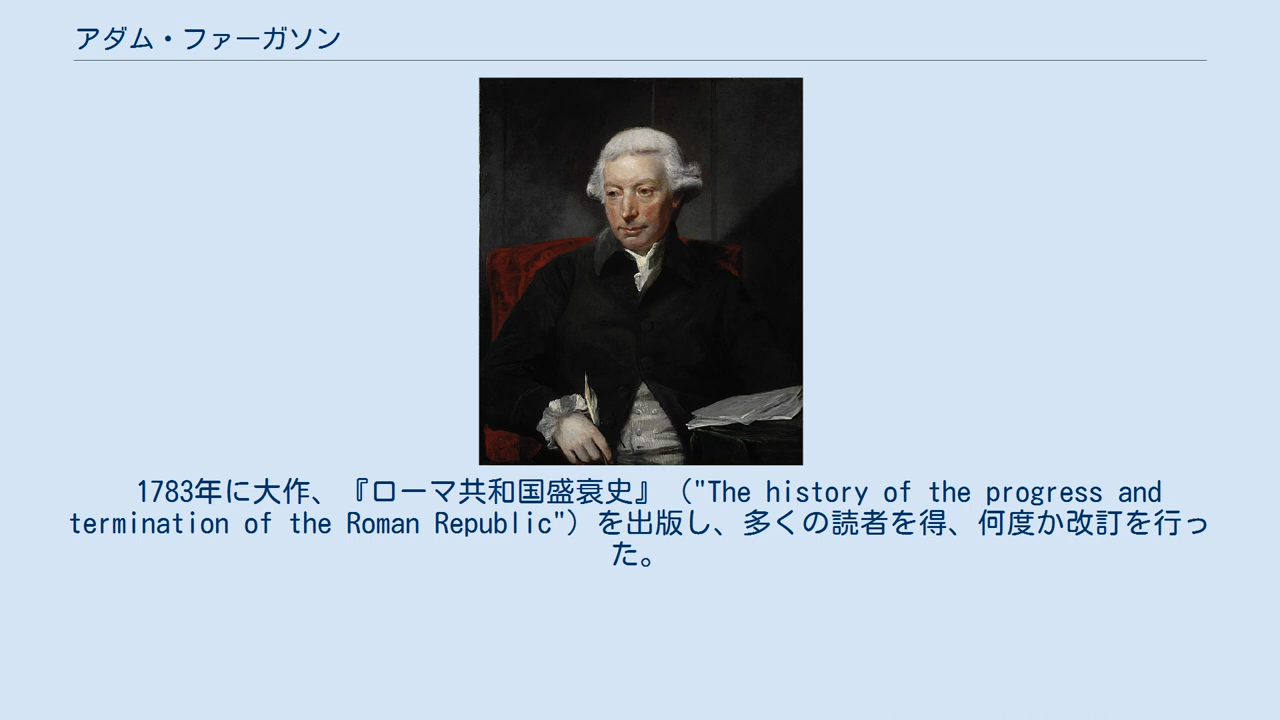 アダム・ファーガソン
1783年に大作、『ローマ共和国盛衰史』（"The history of the progress and
termination of the Roman Republic"）を出版し、多くの読者を得、何度か改訂を行っ
た。